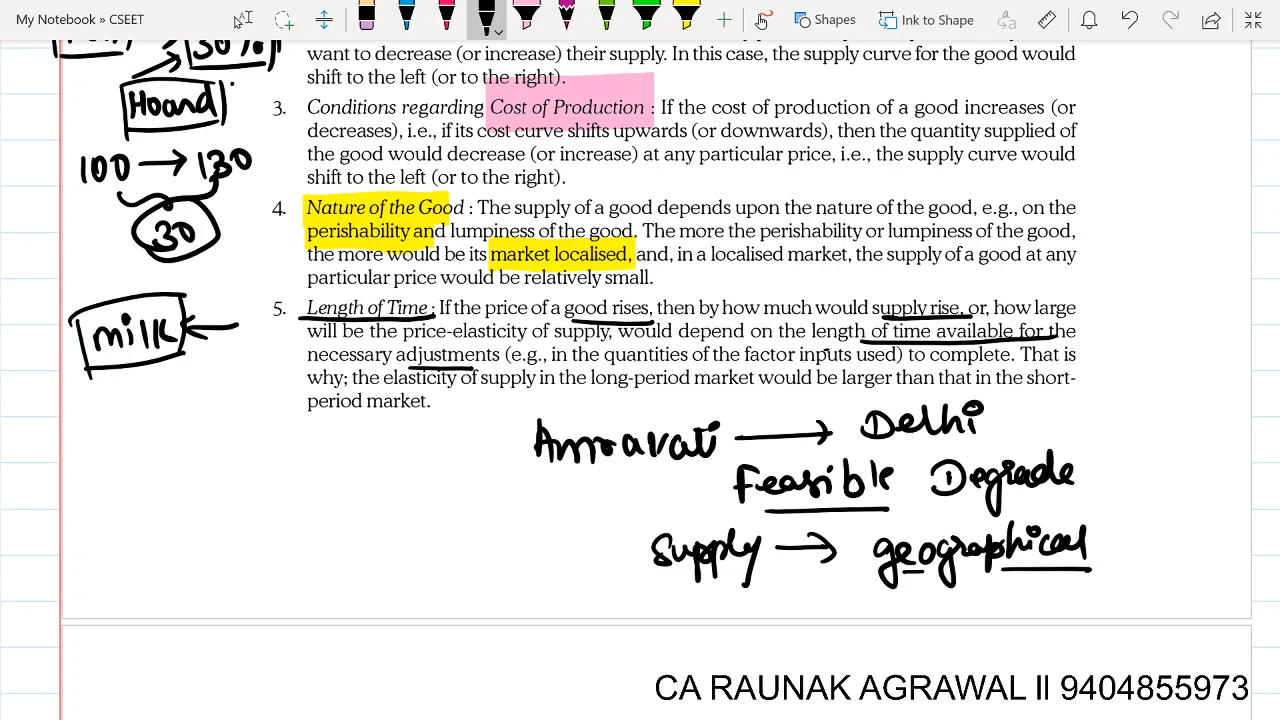 My Notebook » CSEET
Shapes
Ink to Shape
30%
want to decrease (or increase) their supply. In this case, the supply curve for the good would
shift to the left (or to the right).
Hoard
3. Conditions regarding Cost of Production : If the cost of production of a good increases (or
decreases), i.e., if its cost curve shifts upwards (or downwards), then the quantity supplied of
the good would decrease (or increase) at any particular price, i.e., the supply curve would
shift to the left (or to the right).
100 → 130
30
4. Nature of the Good : The supply of a good depends upon the nature of the good, e.g., on the
perishability and lumpiness of the good. The more the perishability or lumpiness of the good,
the more would be its market localised, and, in a localised market, the supply of a good at any
particular price would be relatively small.
milk ←
5. Length of Time : If the price of a good rises, then by how much would supply rise, or, how large
will be the price-elasticity of supply, would depend on the length of time available for the
necessary adjustments (e.g., in the quantities of the factor inputs used) to complete. That is
why; the elasticity of supply in the long-period market would be larger than that in the short-
period market.
Amravati → Delhi
Feasible Degrade
Supply → geographical
CA RAUNAK AGRAWAL II 9404855973